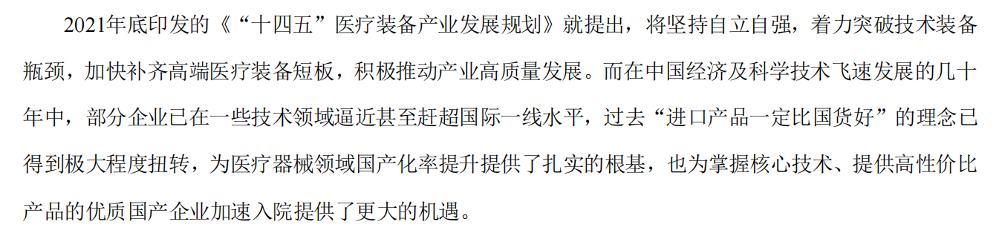 2021年底印发的《“十四五”医疗装备产业发展规划》就提出，将坚持自立自强，着力突破技术装备
瓶颈，加快补齐高端医疗装备短板，积极推动产业高质量发展。而在中国经济及科学技术飞速发展的几十
年中，部分企业已在一些技术领域逼近甚至赶超国际一线水平，过去“进口产品一定比国货好”的理念已
得到极大程度扭转，为医疗器械领域国产化率提升提供了扎实的根基，也为掌握核心技术、提供高性价比
产品的优质国产企业加速入院提供了更大的机遇。